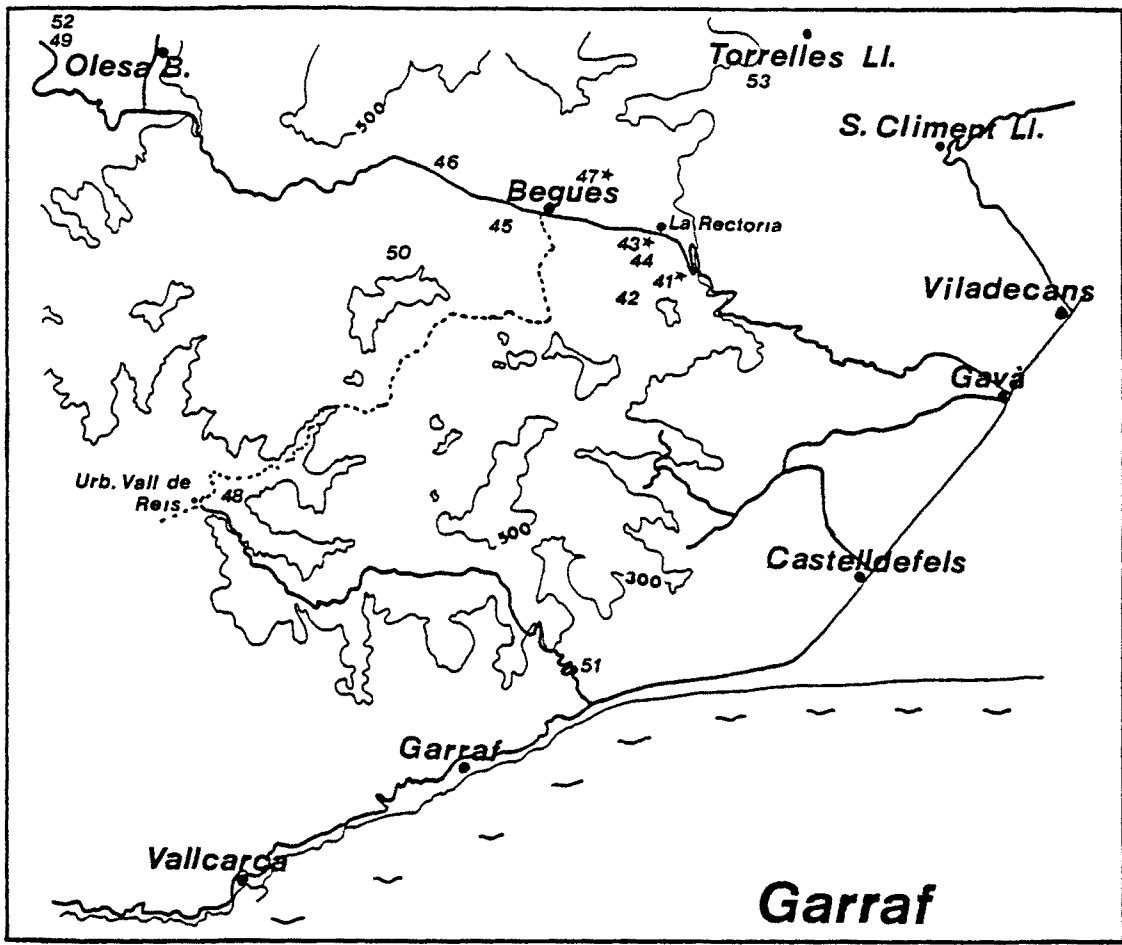 52
49
Olesa B.
500
Torrelles Ll.
53
S. Climent Ll.
46
47*
Begues
45
La Rectoria
43*
44
41*
42
50
Viladecans
Gavà
Urb. Vall de
Reis
48
500
300
Castelldefels
51
Garraf
Vallcarca
Garraf